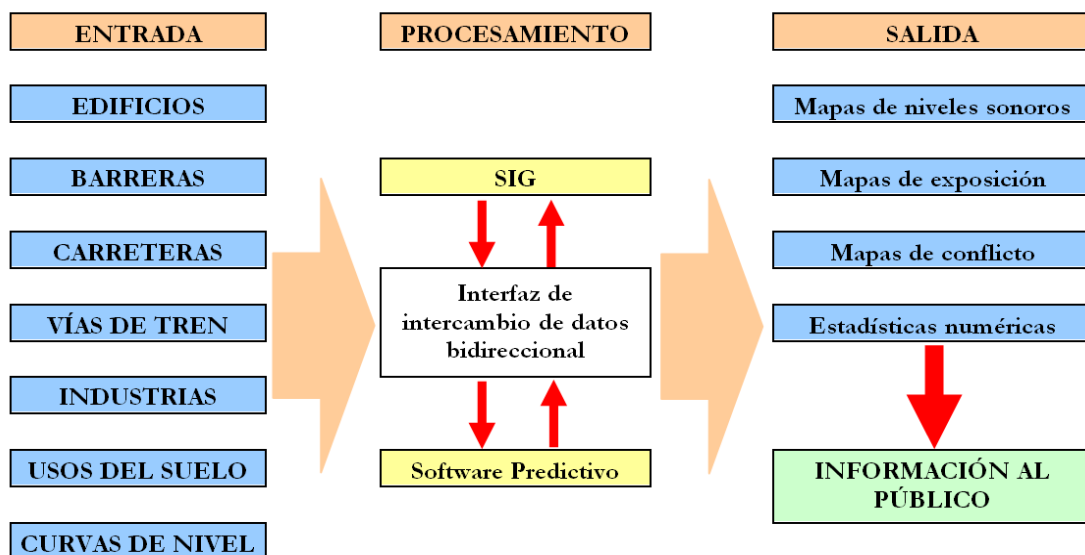 ENTRADA
EDIFICIOS
BARRERAS
CARRETERAS
VÍAS DE TREN
INDUSTRIAS
USOS DEL SUELO
CURVAS DE NIVEL
PROCESAMIENTO
SIG
Interfaz de
intercambio de datos
bidireccional
Software Predictivo
SALIDA
Mapas de niveles sonoros
Mapas de exposición
Mapas de conflicto
Estadísticas numéricas
INFORMACIÓN AL
PÚBLICO